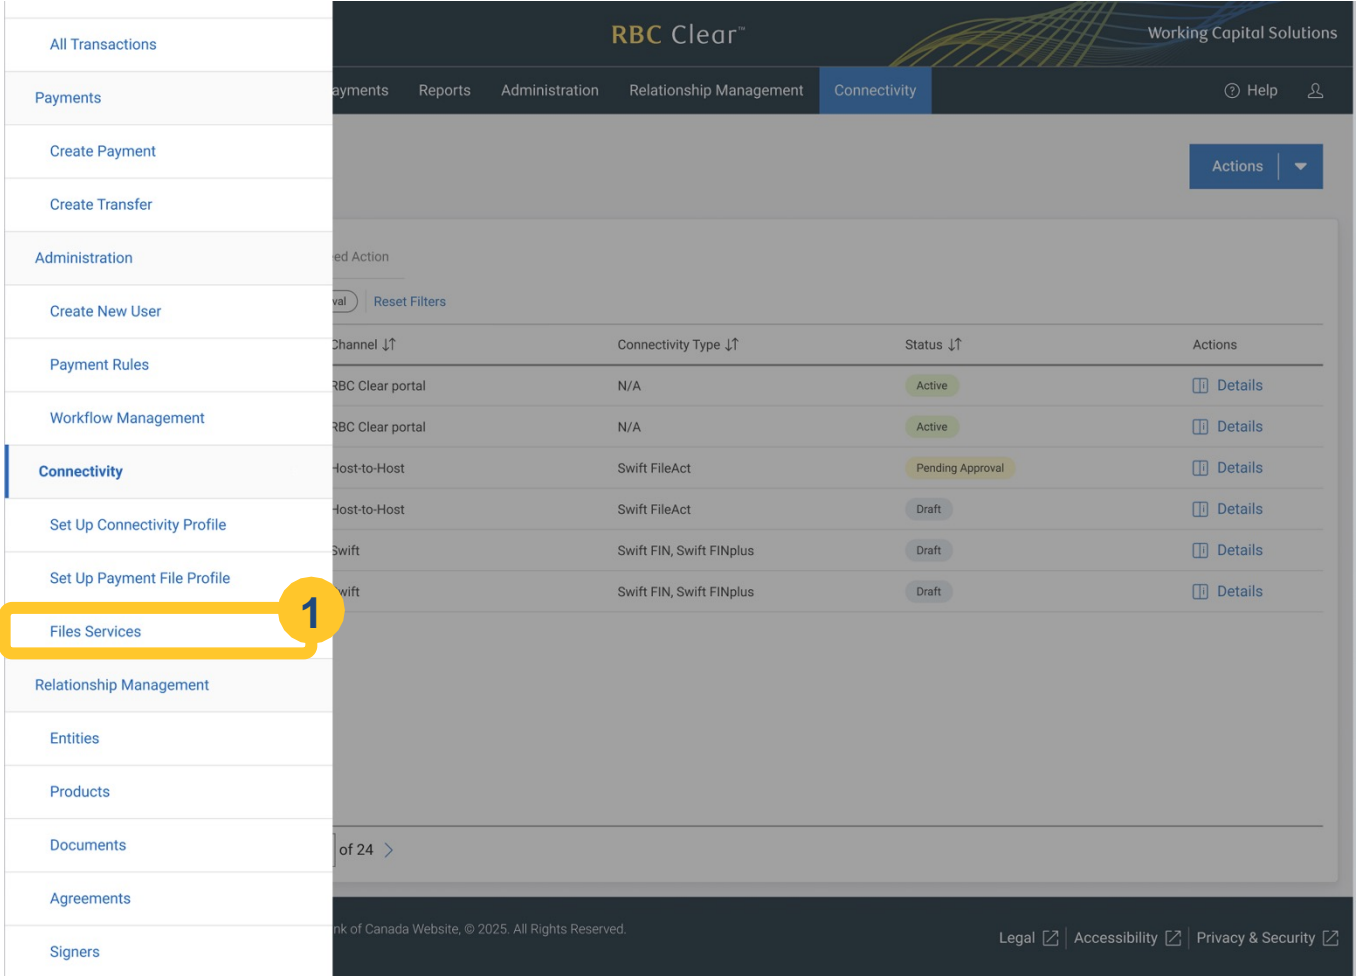 All Transactions
Payments
Create Payment
Create Transfer
Administration
Create New User
Payment Rules
Workflow Management
Connectivity
Set Up Connectivity Profile
Set Up Payment File Profile
1
Files Services
Relationship Management
Entities
Products
Documents
Agreements
Signers
RBC Clear™
Working Capital Solutions
ayments Reports Administration Relationship Management Connectivity Help
Actions
ed Action
val Reset Filters
Channel Connectivity Type Status Actions
RBC Clear portal N/A Active Details
RBC Clear portal N/A Active Details
Host-to-Host Swift FileAct Pending Approval Details
Host-to-Host Swift FileAct Draft Details
Swift Swift FIN, Swift FINplus Draft Details
wift Swift FIN, Swift FINplus Draft Details
of 24
nk of Canada Website, © 2025. All Rights Reserved.
Legal Accessibility Privacy & Security